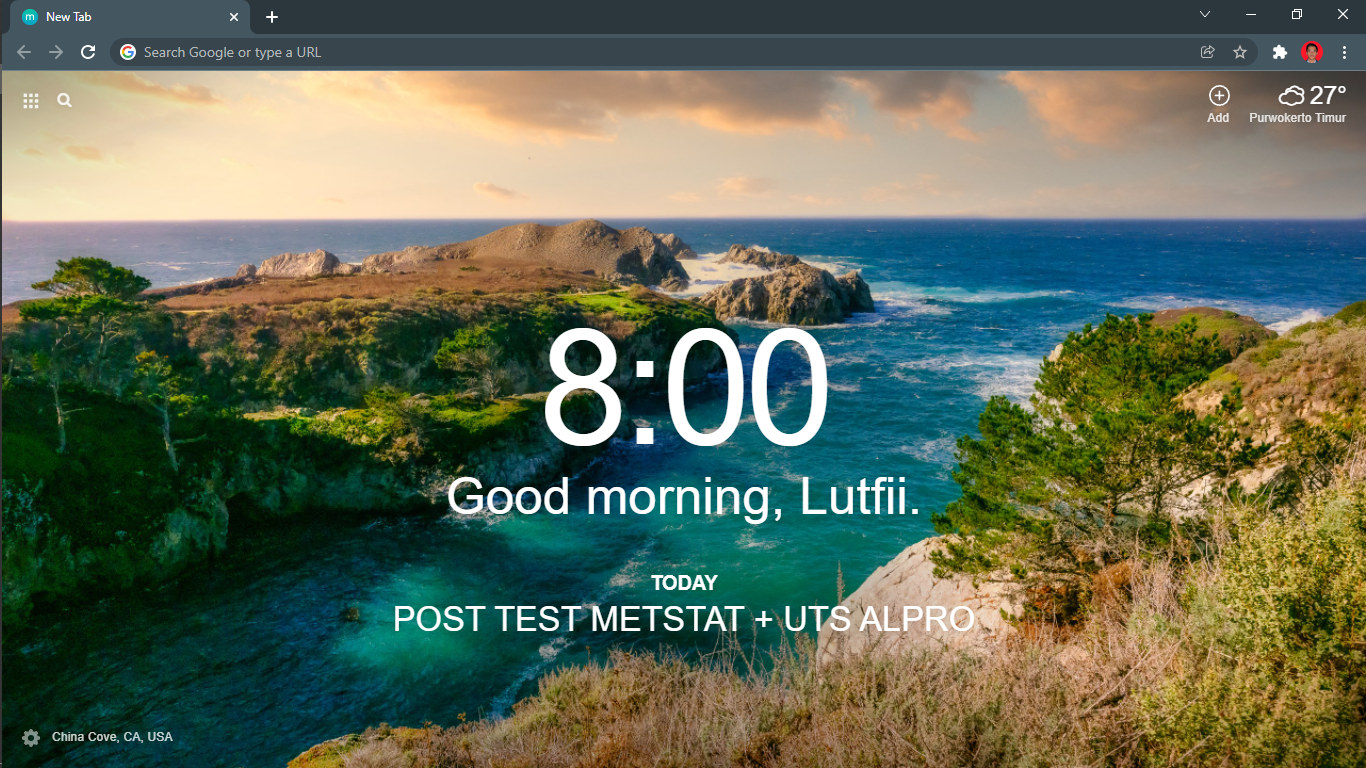 m New Tab
Search Google or type a URL
Add
27°
Purwokerto Timur
8:00
Good morning, Lutfii.
TODAY
POST TEST METSTAT + UTS ALPRO
China Cove, CA, USA